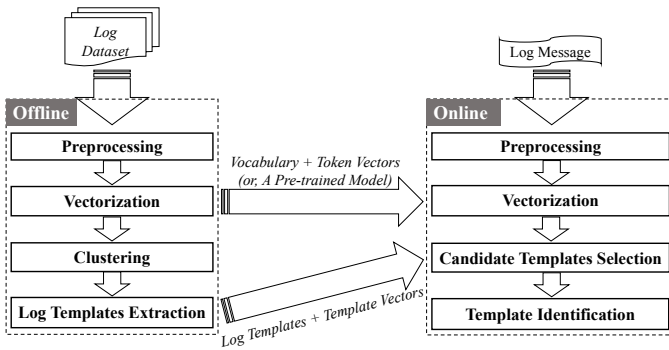 Log
Dataset
Offline
Preprocessing
Vectorization
Clustering
Log Templates Extraction
Vocabulary + Token Vectors
(or, A Pre-trained Model)
Log Templates + Template Vectors
Log Message
Online
Preprocessing
Vectorization
Candidate Templates Selection
Template Identification